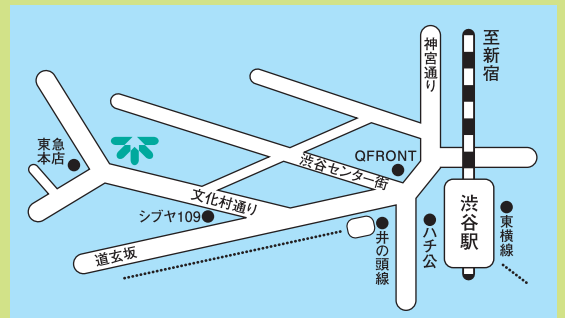 至新宿
神宮通り
東急
本店
QFRONT
渋谷センター街
文化村通り
シブヤ109
道玄坂
井の頭線
ハチ公
渋谷駅
東横線